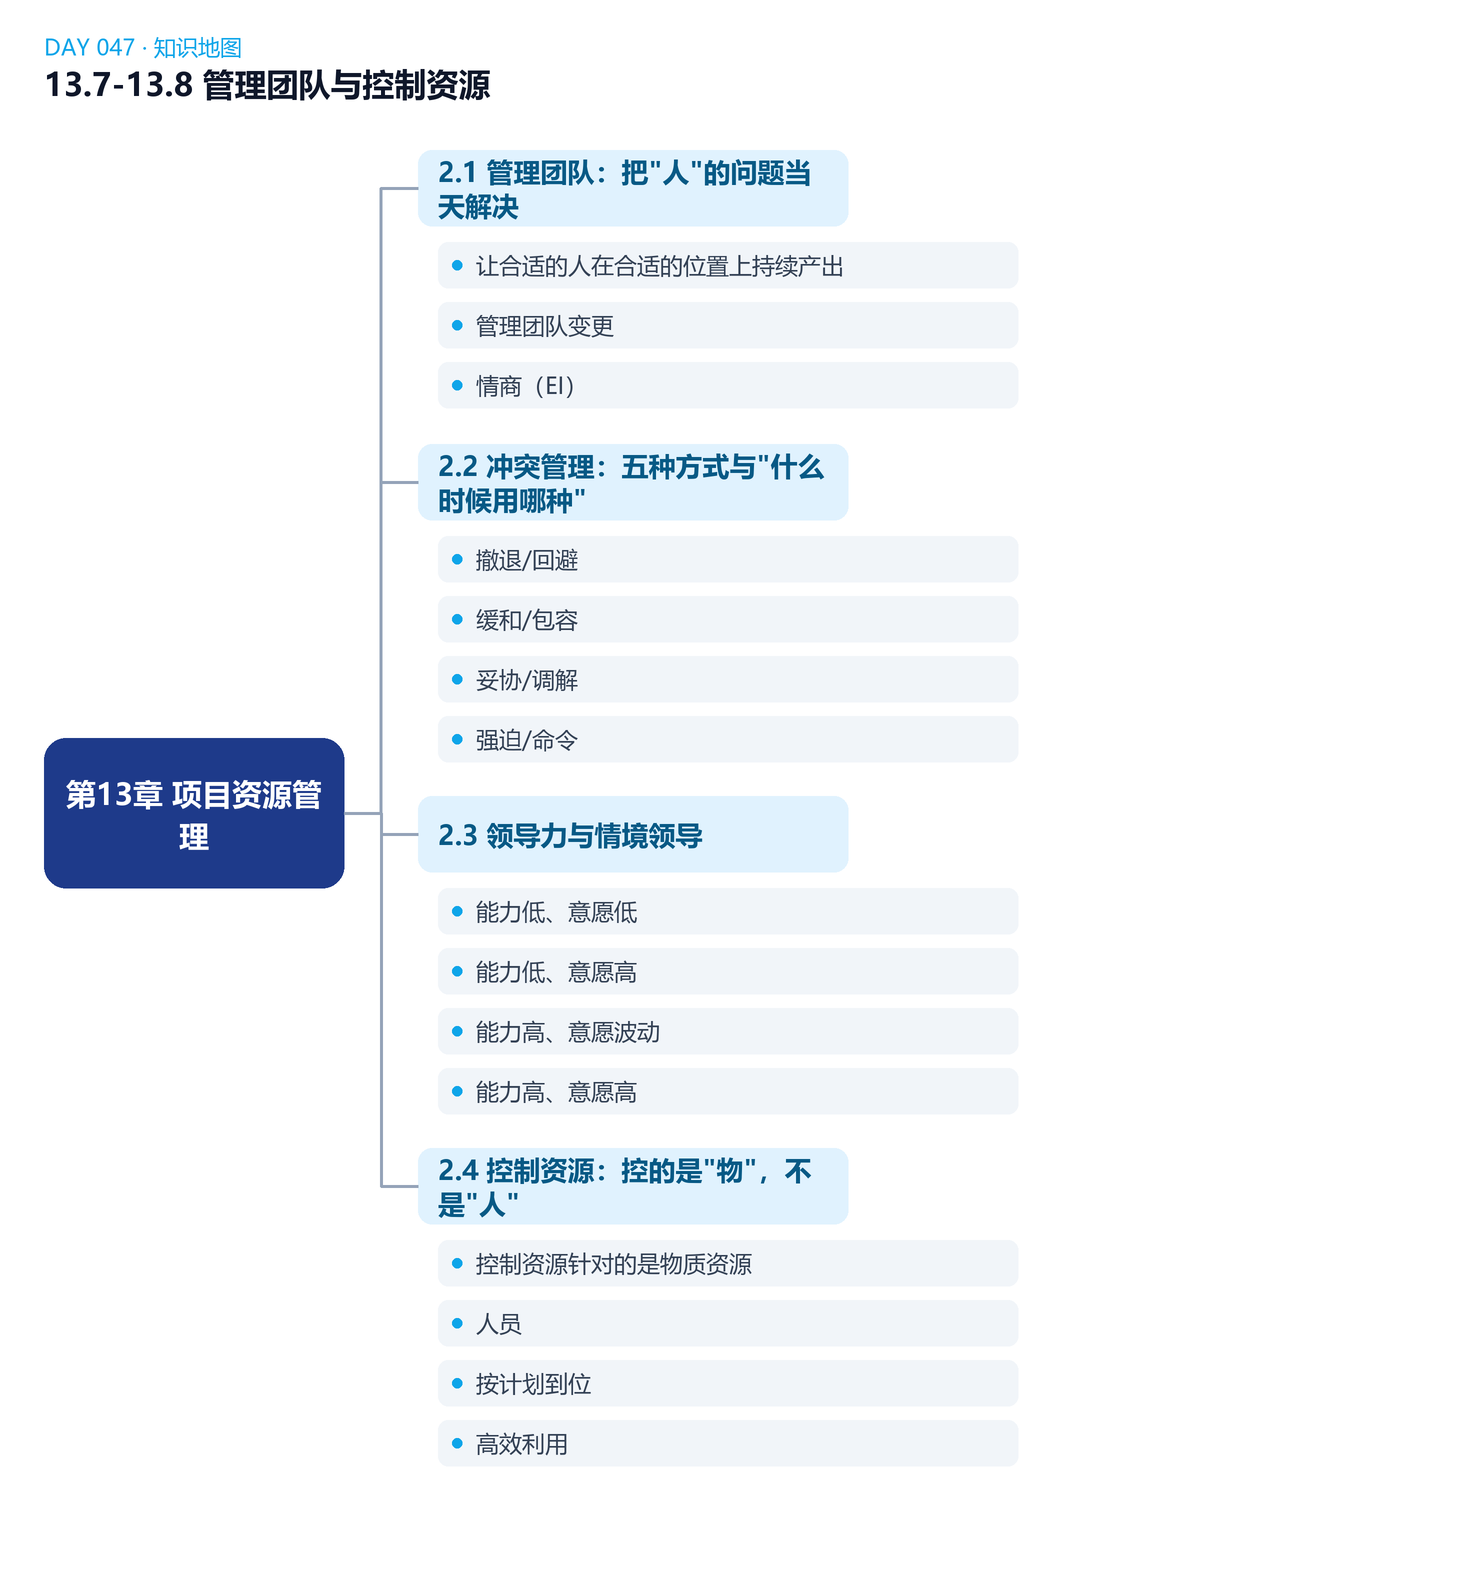 DAY 047 · 知识地图
13.7-13.8 管理团队与控制资源
2.1 管理团队：把"人"的问题当
天解决
让合适的人在合适的位置上持续产出
管理团队变更
情商（EI）
2.2 冲突管理：五种方式与"什么
时候用哪种"
撤退/回避
缓和/包容
妥协/调解
强迫/命令
第13章 项目资源管
理
2.3 领导力与情境领导
能力低、意愿低
能力低、意愿高
能力高、意愿波动
能力高、意愿高
2.4 控制资源：控的是"物"，不
是"人"
控制资源针对的是物质资源
人员
按计划到位
高效利用